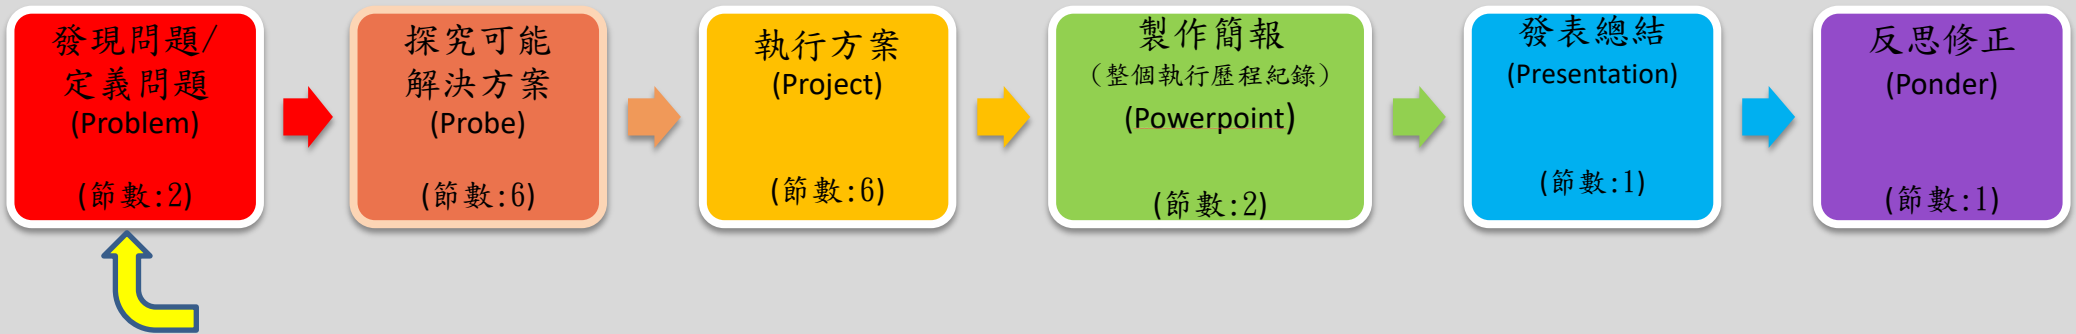 發現問題/
定義問題
(Problem)
(節數:2)
探究可能
解決方案
(Probe)
(節數:6)
執行方案
(Project)
(節數:6)
製作簡報
(整個執行歷程紀錄)
(Powerpoint)
(節數:2)
發表總結
(Presentation)
(節數:1)
反思修正
(Ponder)
(節數:1)